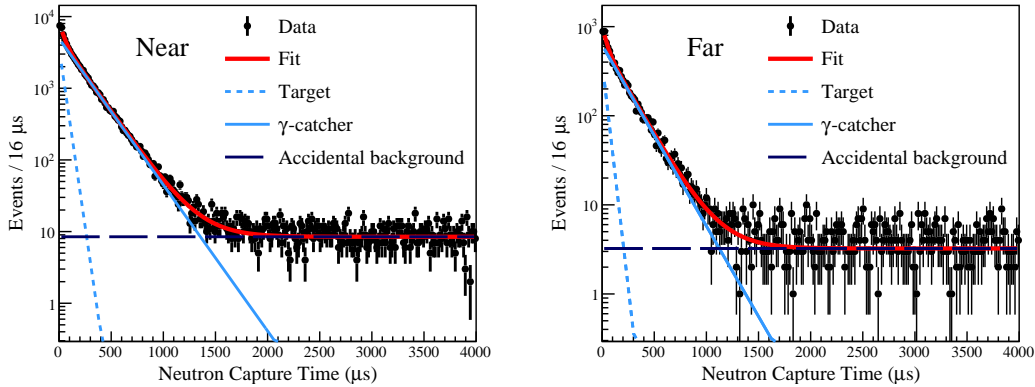 Near
Data
Fit
Target
γ-catcher
Accidental background
10⁴
10³
10²
10
1
0 500 1000 1500 2000 2500 3000 3500 4000
Events / 16 μs
Neutron Capture Time (μs)
Far
Data
Fit
Target
γ-catcher
Accidental background
10³
10²
10
1
0 500 1000 1500 2000 2500 3000 3500 4000
Events / 16 μs
Neutron Capture Time (μs)